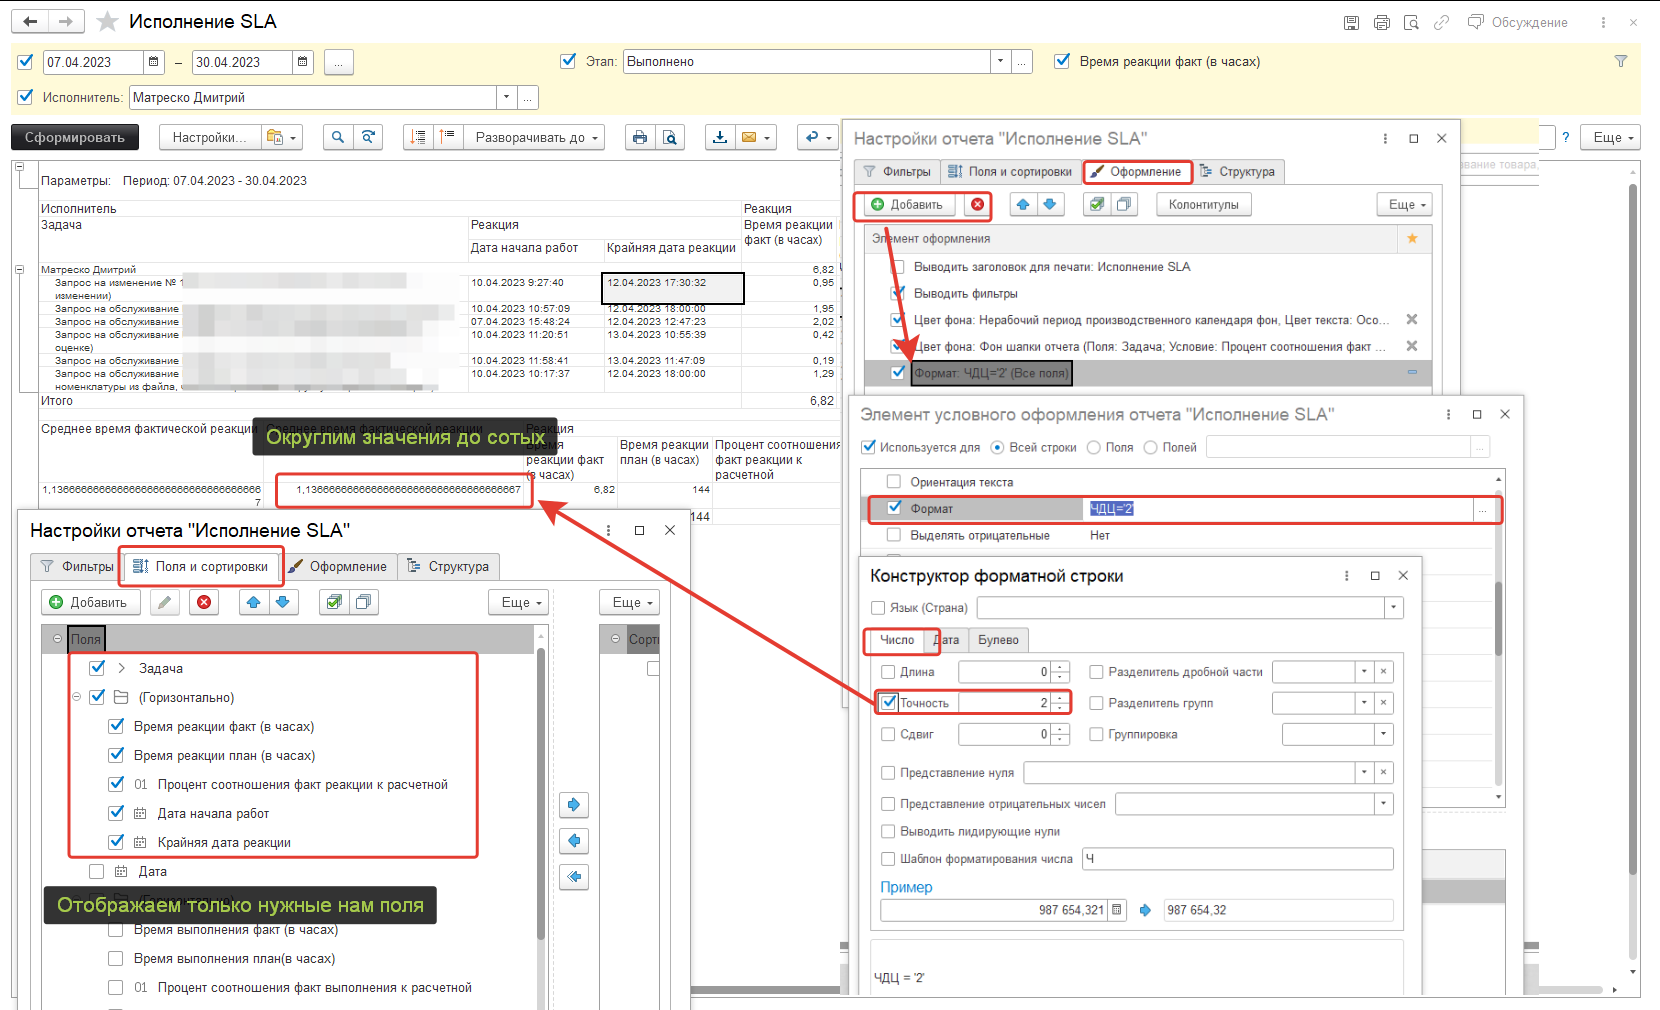 Исполнение SLA
Обсуждение
07.04.2023 – 30.04.2023 ...
Этап: Выполнено ...
Время реакции факт (в часах)
Исполнитель: Матреско Дмитрий ...
Сформировать
Настройки...
Разворачивать до
?
Еще
Параметры: Период: 07.04.2023 - 30.04.2023
Исполнитель
Задача
Реакция
Дата начала работ
Крайняя дата реакции
Реакция
Время реакции факт (в часах)
Матреско Дмитрий 6,82
Запрос на изменение № 10.04.2023 9:27:40 12.04.2023 17:30:32 0,95
изменении)
Запрос на обслуживание 10.04.2023 10:57:09 12.04.2023 18:00:00 1,95
Запрос на обслуживание 07.04.2023 15:48:24 12.04.2023 12:47:23 2,02
Запрос на обслуживание 10.04.2023 11:20:51 13.04.2023 10:55:39 0,42
оценке)
Запрос на обслуживание 10.04.2023 11:58:41 13.04.2023 11:47:09 0,19
Запрос на обслуживание 10.04.2023 10:17:37 12.04.2023 18:00:00 1,29
номенклатуры из файла,
Итого 6,82
Среднее время фактической реакции
Округлим значения до сотых
Реакция
Время реакции факт (в часах)
Время реакции план (в часах)
Процент соотношения факт реакции к расчетной
1,1366666666666666666666666666666666667
1,1366666666666666666666666666666666667
6,82
144
144
Настройки отчета "Исполнение SLA"
Фильтры
Поля и сортировки
Оформление
Структура
Добавить
Еще
Еще
Поля
Сорт
Задача
(Горизонтально)
Время реакции факт (в часах)
Время реакции план (в часах)
01 Процент соотношения факт реакции к расчетной
Дата начала работ
Крайняя дата реакции
Дата
Отображаем только нужные нам поля
Время выполнения факт (в часах)
Время выполнения план(в часах)
01 Процент соотношения факт выполнения к расчетной
Настройки отчета "Исполнение SLA"
Фильтры
Поля и сортировки
Оформление
Структура
Добавить
Колонтитулы
Еще
Элемент оформления
Выводить заголовок для печати: Исполнение SLA
Выводить фильтры
Цвет фона: Нерабочий период производственного календаря фон, Цвет текста: Осо...
Цвет фона: Фон шапки отчета (Поля: Задача; Условие: Процент соотношения факт ...
Формат: ЧДЦ='2' (Все поля)
Элемент условного оформления отчета "Исполнение SLA"
Используется для
Всей строки
Поля
Полей
...
Ориентация текста
Формат ЧДЦ='2' ...
Выделять отрицательные Нет
Конструктор форматной строки
Язык (Страна)
Число
Дата
Булево
Длина 0
Разделитель дробной части
Точность 2
Разделитель групп
Сдвиг 0
Группировка
Представление нуля
Представление отрицательных чисел
Выводить лидирующие нули
Шаблон форматирования числа Ч
Пример
987 654,321
987 654,32
ЧДЦ = '2'